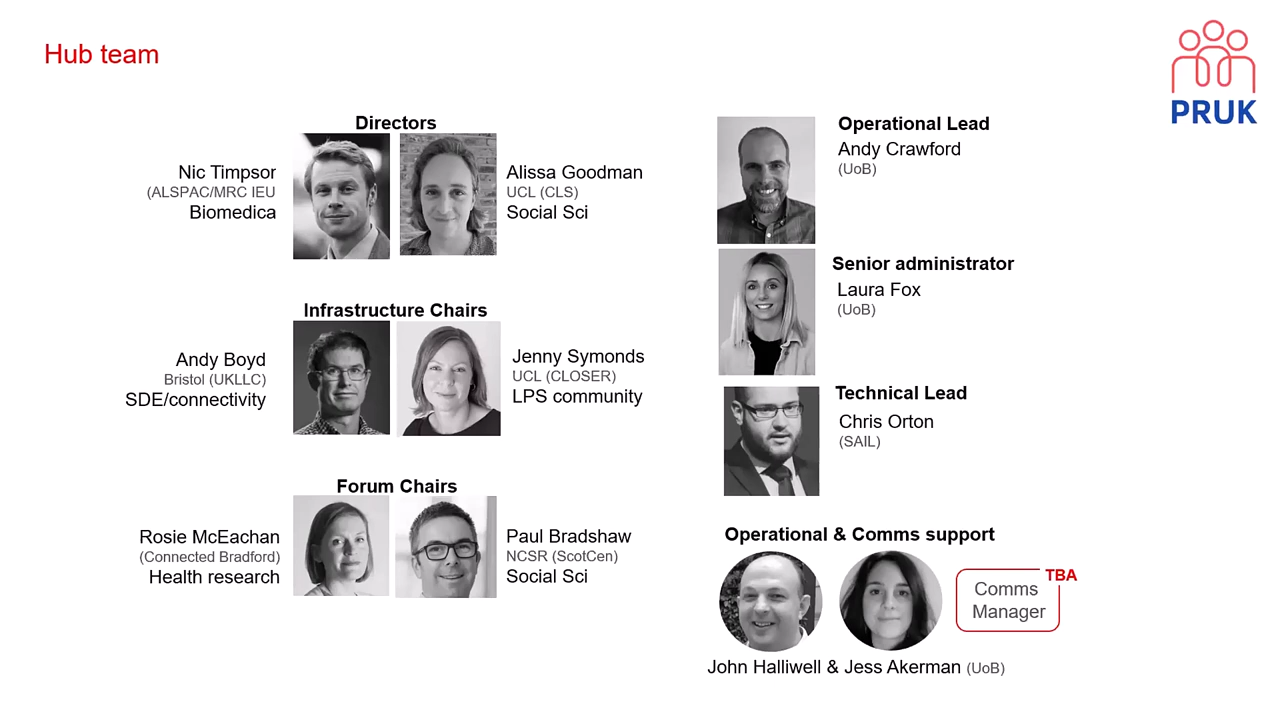 Hub team
PRUK
Directors
Nic Timpsor
(ALSPAC/MRC IEU
Biomedica
Alissa Goodman
UCL (CLS)
Social Sci
Infrastructure Chairs
Andy Boyd
Bristol (UKLLC)
SDE/connectivity
Jenny Symonds
UCL (CLOSER)
LPS community
Forum Chairs
Rosie McEachan
(Connected Bradford)
Health research
Paul Bradshaw
NCSR (ScotCen)
Social Sci
Operational Lead
Andy Crawford
(UoB)
Senior administrator
Laura Fox
(UoB)
Technical Lead
Chris Orton
(SAIL)
Operational & Comms support
TBA
Comms
Manager
John Halliwell & Jess Akerman (UoB)